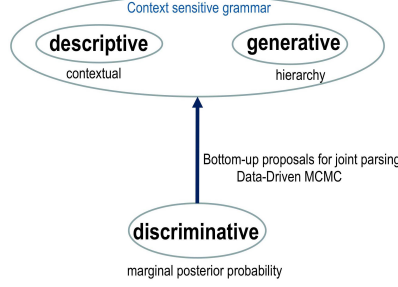 Context sensitive grammar
descriptive generative
contextual hierarchy
Bottom-up proposals for joint parsing
Data-Driven MCMC
discriminative
marginal posterior probability